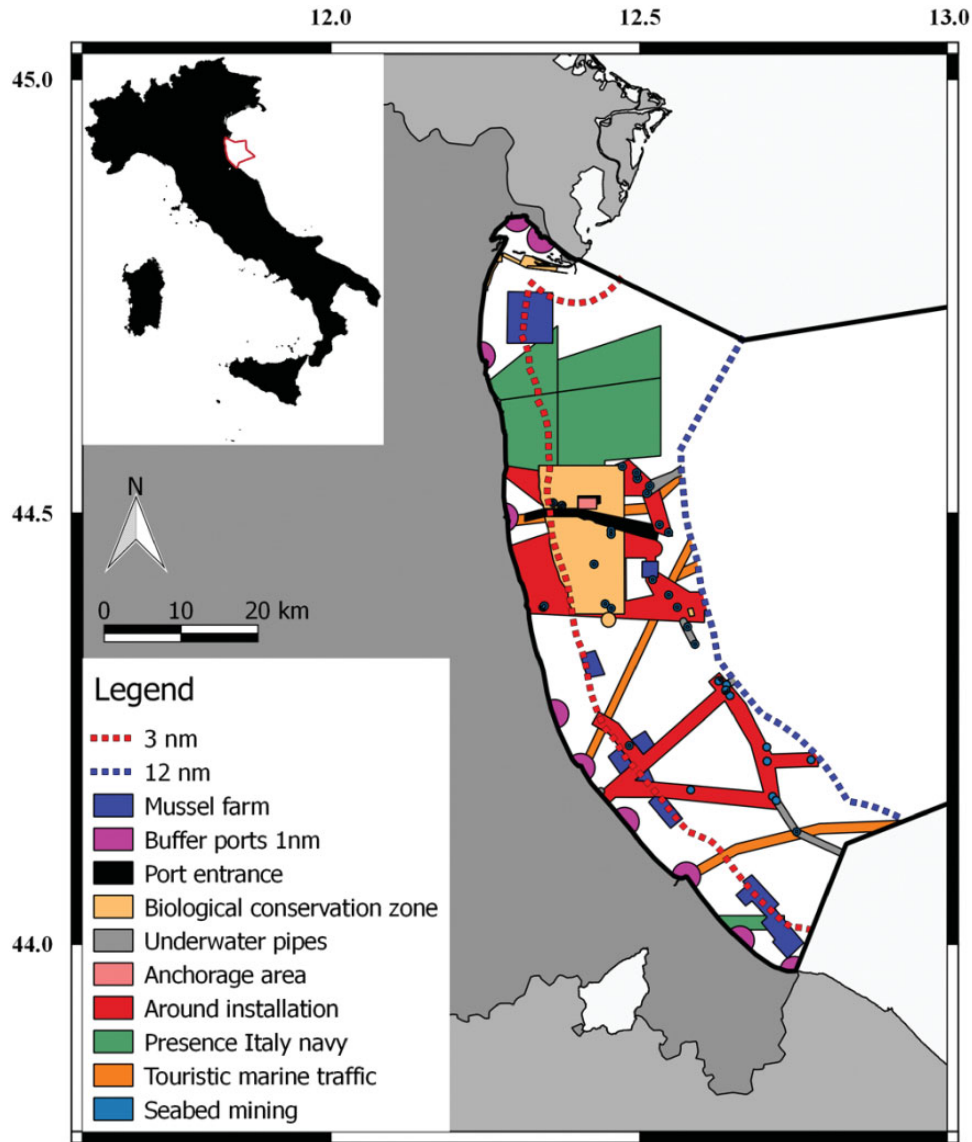 12.0 12.5 13.0
45.0
44.5
44.0
N
0 10 20 km
Legend
3 nm
12 nm
Mussel farm
Buffer ports 1nm
Port entrance
Biological conservation zone
Underwater pipes
Anchorage area
Around installation
Presence Italy navy
Touristic marine traffic
Seabed mining